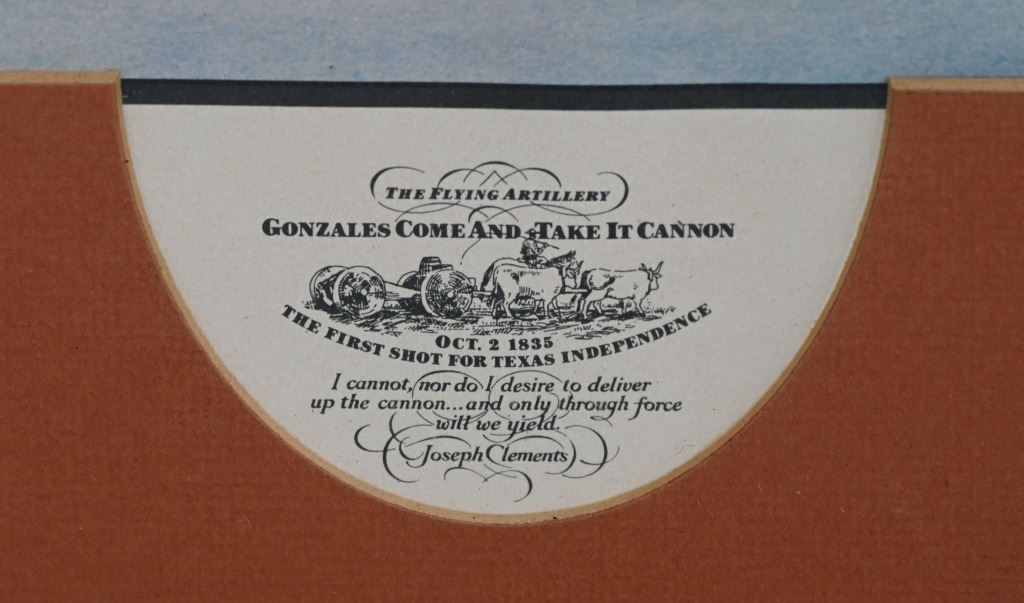 THE FLYING ARTILLERY
GONZALES COME AND TAKE IT CANNON
OCT. 2 1835
THE FIRST SHOT FOR TEXAS INDEPENDENCE
I cannot, nor do I desire to deliver
up the cannon...and only through force
will we yield.
Joseph Clements